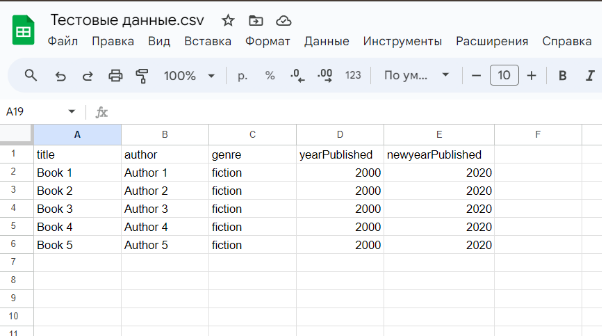 Тестовые данные.csv
Файл Правка Вид Вставка Формат Данные Инструменты Расширения Справка
100% р. % .0 .00 123 По ум... − 10 + B I
A19 fx
A B C D E F
1 title author genre yearPublished newyearPublished
2 Book 1 Author 1 fiction 2000 2020
3 Book 2 Author 2 fiction 2000 2020
4 Book 3 Author 3 fiction 2000 2020
5 Book 4 Author 4 fiction 2000 2020
6 Book 5 Author 5 fiction 2000 2020
7
8
9
10
11